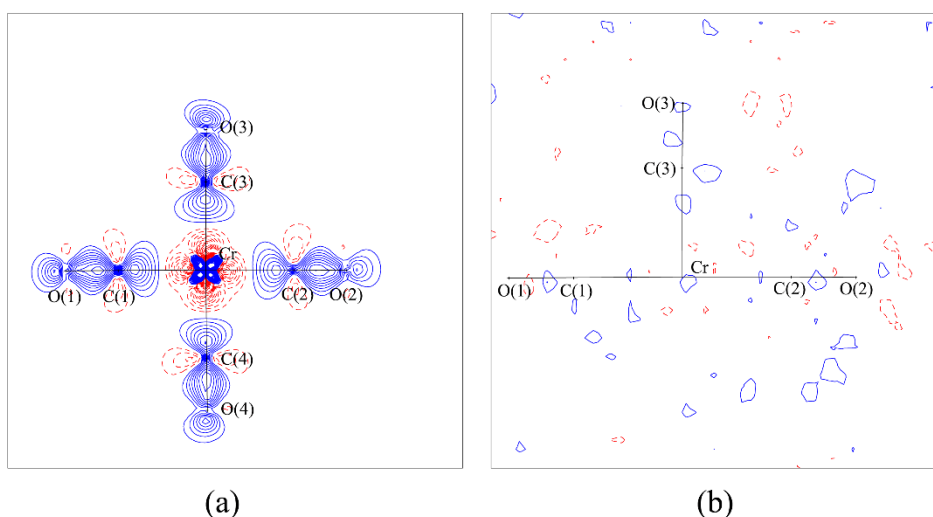 O(3)
C(3)
Cr
O(1) C(1) C(2) O(2)
C(4)
O(4)
(a)
O(3)
C(3)
Cr
O(1) C(1) C(2) O(2)
(b)